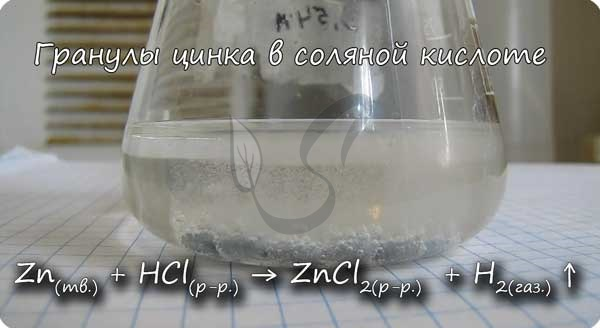 Гранулы цинка в соляной кислоте
Zn(тв.) + HCl(р-р.) → ZnCl2(р-р.) + H2(газ.) ↑